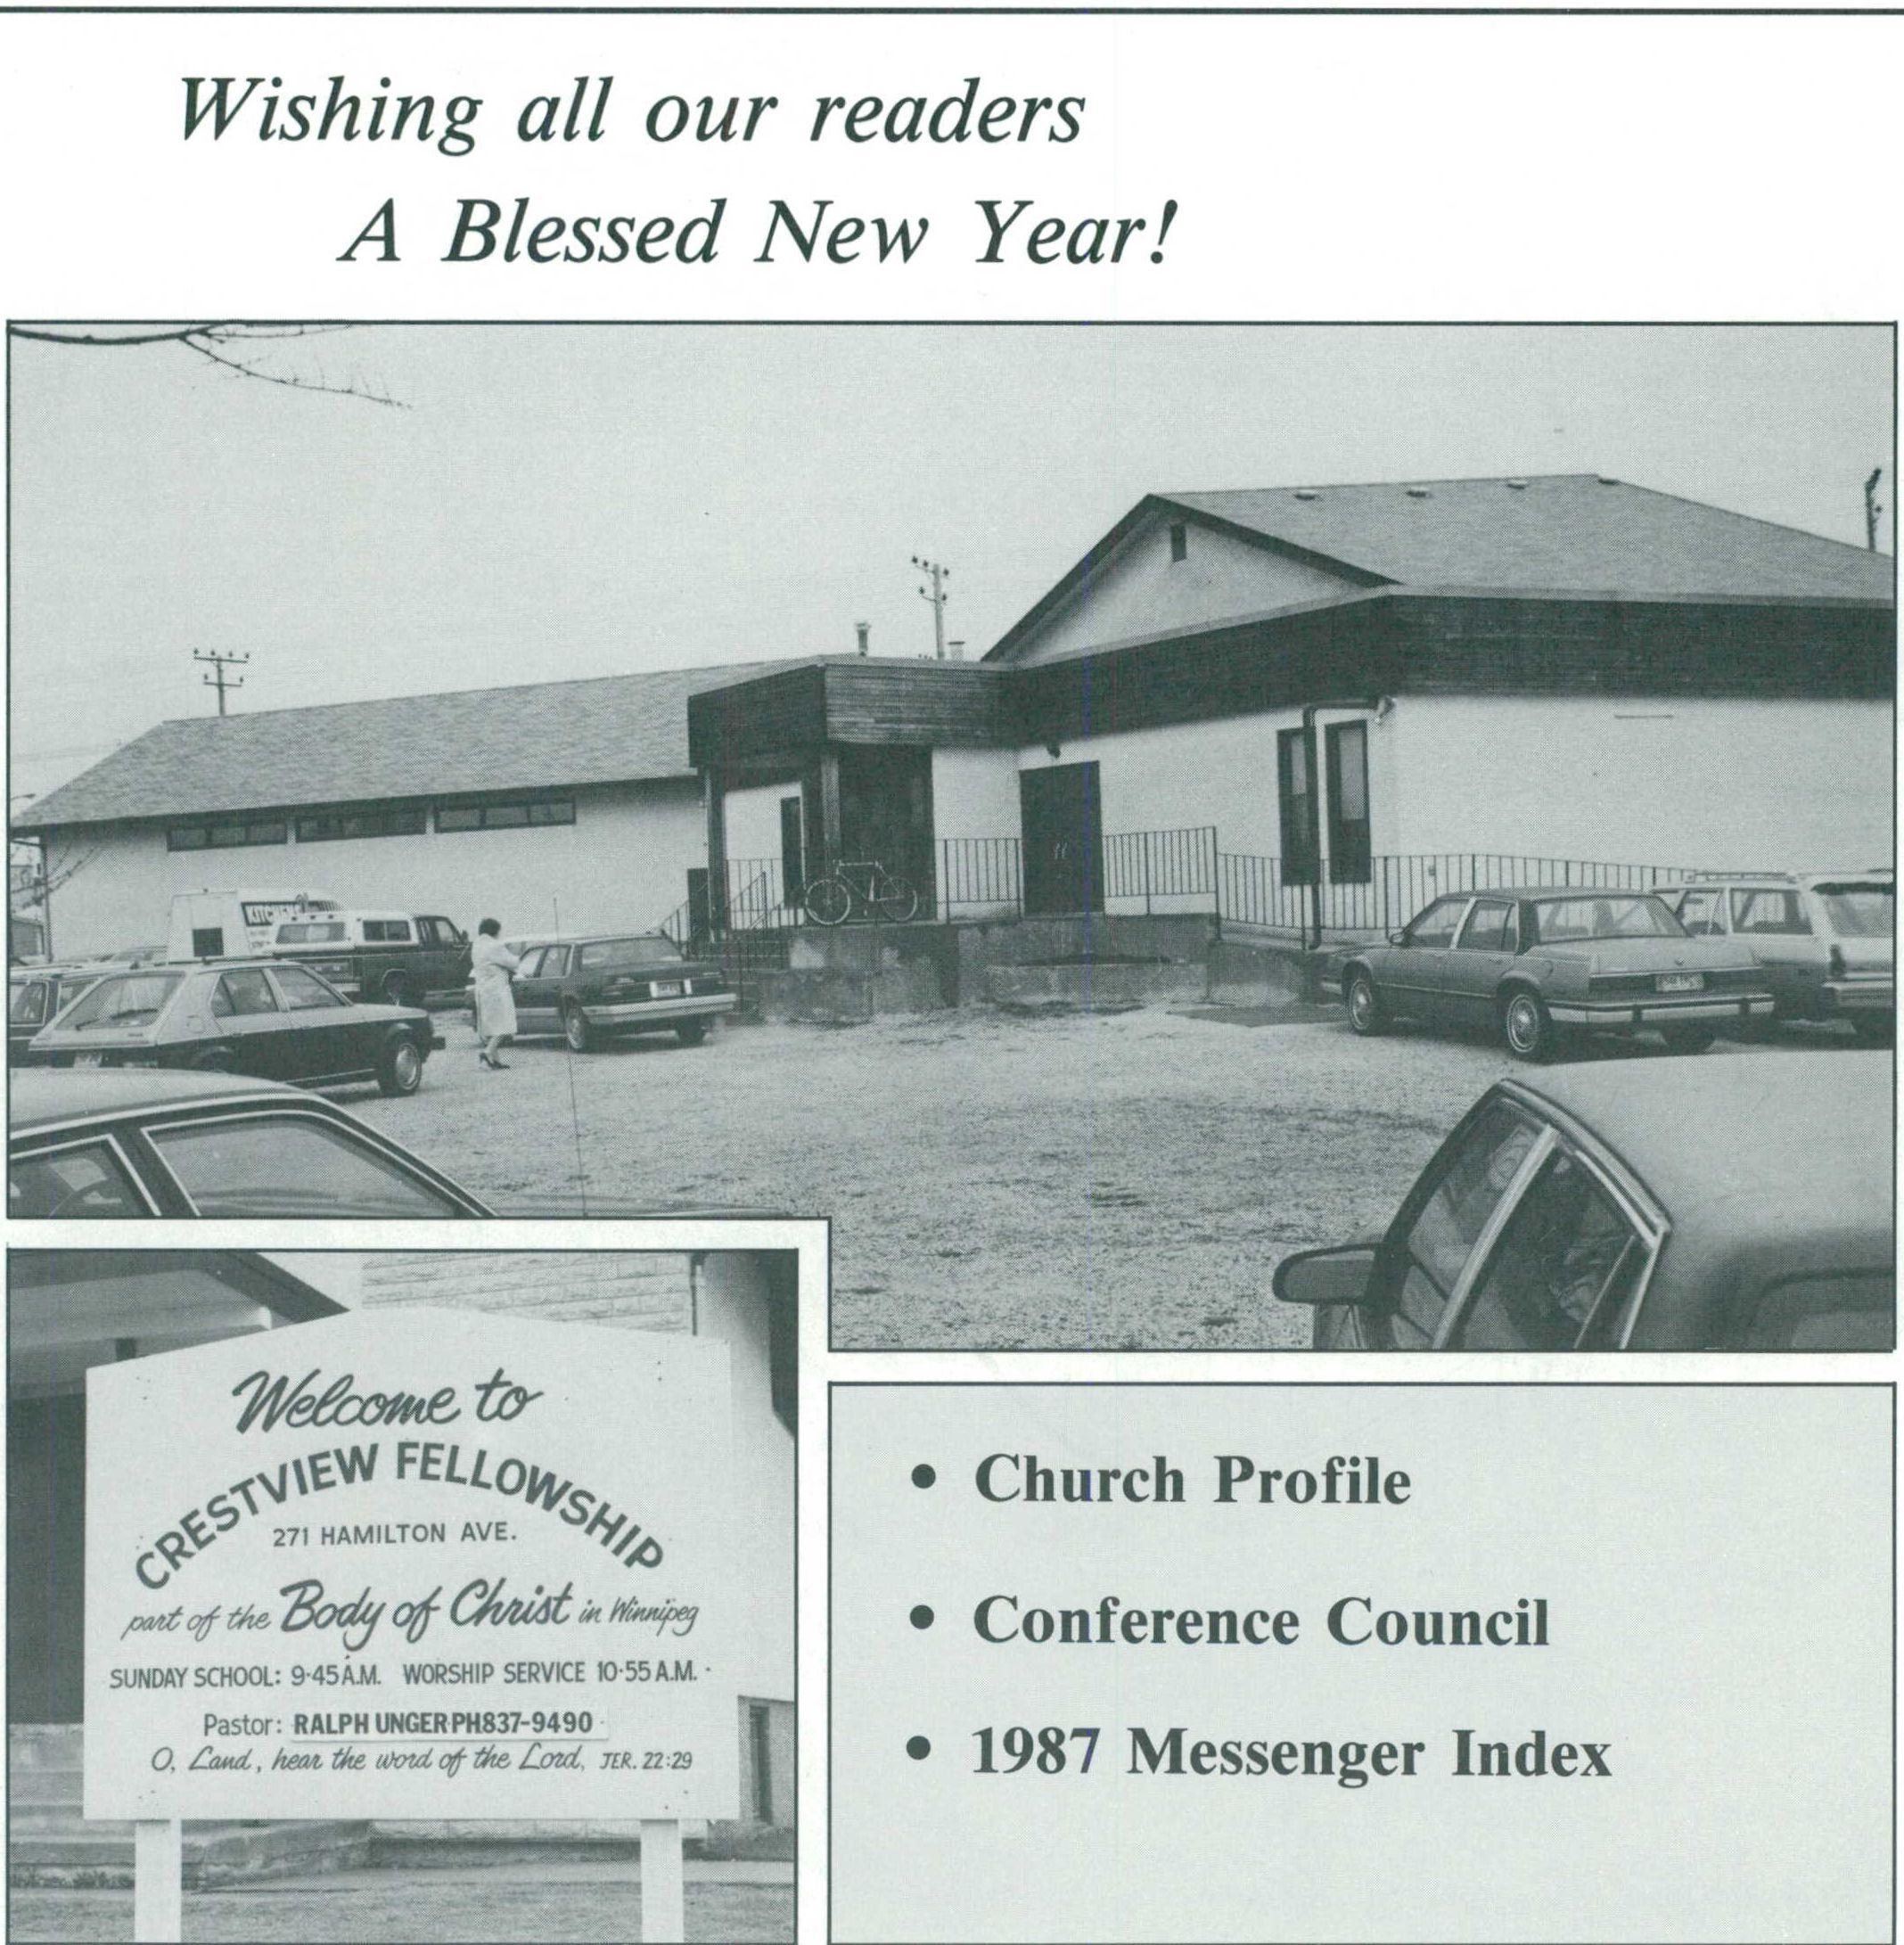 Wishing all our readers
A Blessed New Year!
KITCHENS
Welcome to
CRESTVIEW FELLOWSHIP
271 HAMILTON AVE.
part of the Body of Christ in Winnipeg
SUNDAY SCHOOL: 9·45 A.M. WORSHIP SERVICE 10·55 A.M.
Pastor: RALPH UNGER PH837-9490
O, Land, hear the word of the Lord, JER. 22:29
• Church Profile
• Conference Council
• 1987 Messenger Index